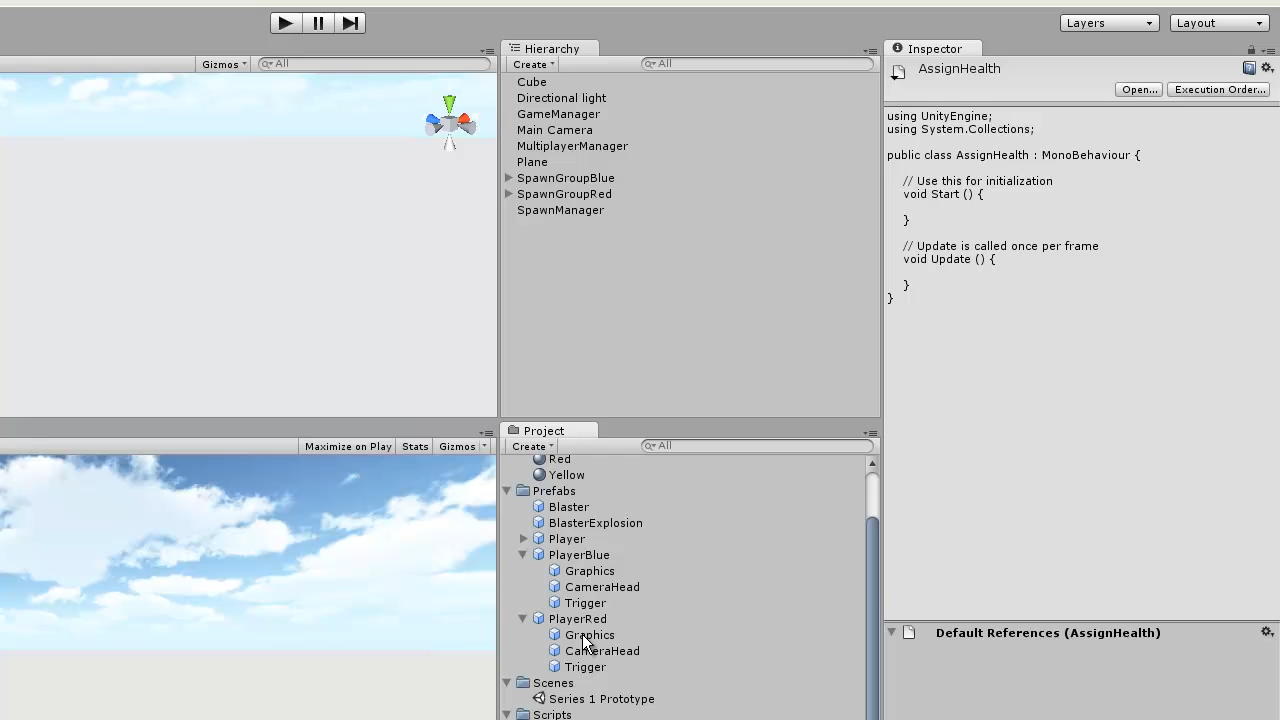 Layers
Layout
Gizmos
All
Hierarchy
Create
All
Cube
Directional light
GameManager
Main Camera
MultiplayerManager
Plane
SpawnGroupBlue
SpawnGroupRed
SpawnManager
Inspector
AssignHealth
Open...
Execution Order...
using UnityEngine;
using System.Collections;
public class AssignHealth : MonoBehaviour {
// Use this for initialization
void Start () {
}
// Update is called once per frame
void Update () {
}
}
Maximize on Play
Stats
Gizmos
Project
Create
All
Red
Yellow
Prefabs
Blaster
BlasterExplosion
Player
PlayerBlue
Graphics
CameraHead
Trigger
PlayerRed
Graphics
CameraHead
Trigger
Scenes
Series 1 Prototype
Scripts
Default References (AssignHealth)